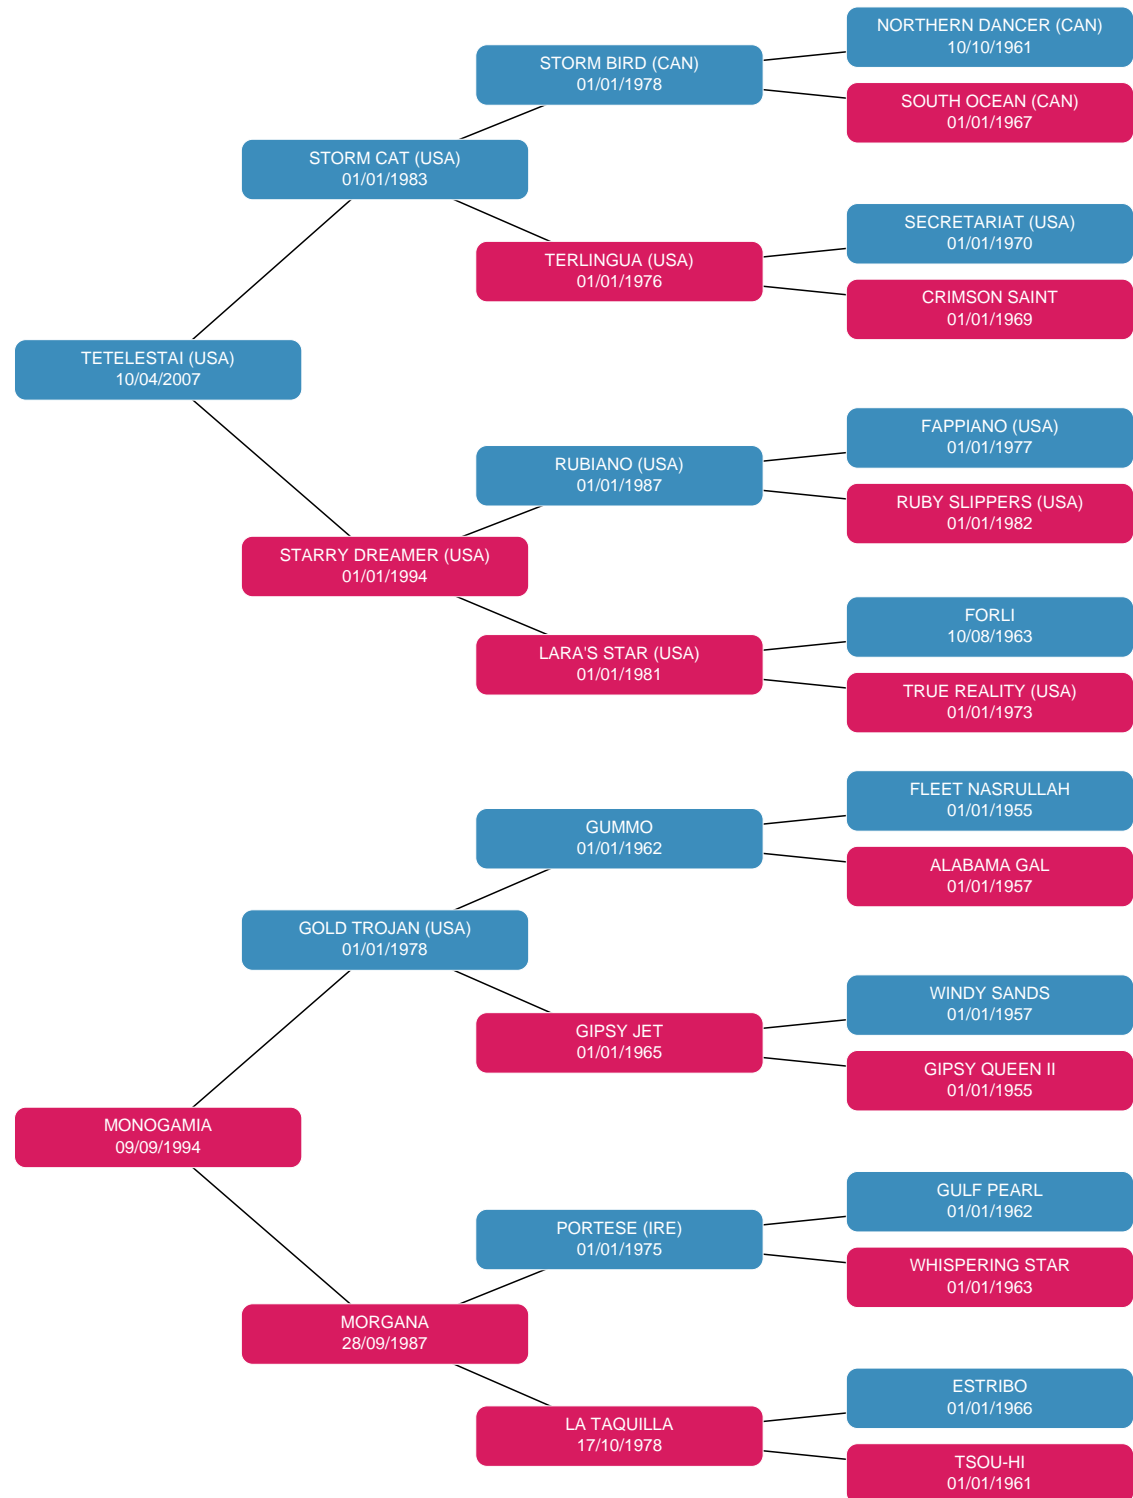 NORTHERN DANCER (CAN)
10/10/1961
STORM BIRD (CAN)
01/01/1978
SOUTH OCEAN (CAN)
01/01/1967
STORM CAT (USA)
01/01/1983
SECRETARIAT (USA)
01/01/1970
TERLINGUA (USA)
01/01/1976
CRIMSON SAINT
01/01/1969
TETELESTAI (USA)
10/04/2007
FAPPIANO (USA)
01/01/1977
RUBIANO (USA)
01/01/1987
RUBY SLIPPERS (USA)
01/01/1982
STARRY DREAMER (USA)
01/01/1994
FORLI
10/08/1963
LARA'S STAR (USA)
01/01/1981
TRUE REALITY (USA)
01/01/1973
FLEET NASRULLAH
01/01/1955
GUMMO
01/01/1962
ALABAMA GAL
01/01/1957
GOLD TROJAN (USA)
01/01/1978
WINDY SANDS
01/01/1957
GIPSY JET
01/01/1965
GIPSY QUEEN II
01/01/1955
MONOGAMIA
09/09/1994
GULF PEARL
01/01/1962
PORTESE (IRE)
01/01/1975
WHISPERING STAR
01/01/1963
MORGANA
28/09/1987
ESTRIBO
01/01/1966
LA TAQUILLA
17/10/1978
TSOU-HI
01/01/1961